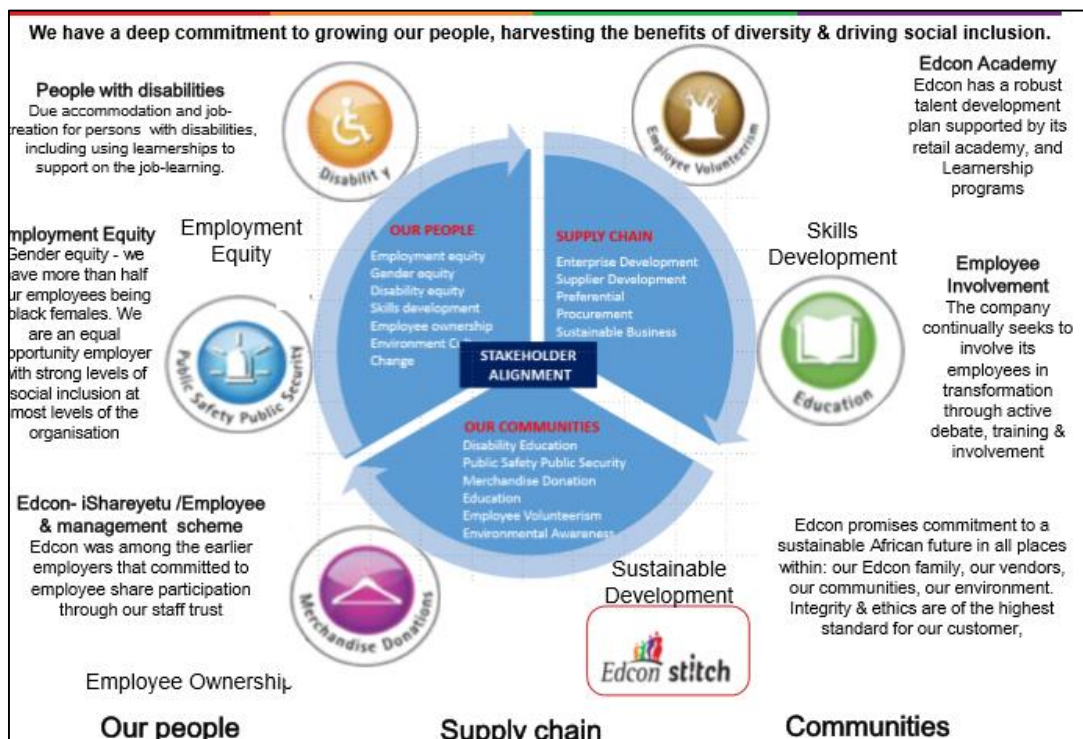 We have a deep commitment to growing our people, harvesting the benefits of diversity & driving social inclusion.
People with disabilities
Due accommodation and job-
reation for persons with disabilities,
including using learnerships to
support on the job-learning.
Disability
Employee Volunteerism
Edcon Academy
Edcon has a robust
talent development
plan supported by its
retail academy, and
Learnership
programs
mployment Equity
Gender equity - we
ave more than half
ur employees being
black females. We
are an equal
pportunity employer
with strong levels of
social inclusion at
most levels of the
organisation
Employment
Equity
Public Safety Public Security
OUR PEOPLE
Employment equity
Gender equity
Disability equity
Skills development
Employee ownership
Environment Cul
Change
SUPPLY CHAIN
Enterprise Development
Supplier Development
Preferential
Procurement
Sustainable Business
STAKEHOLDER
ALIGNMENT
OUR COMMUNITIES
Disability Education
Public Safety Public Security
Merchandise Donation
Education
Employee Volunteerism
Environmental Awareness
Skills
Development
Education
Employee
Involvement
The company
continually seeks to
involve its
employees in
transformation
through active
debate, training &
involvement
Edcon- iShareyetu /Employee
& management scheme
Edcon was among the earlier
employers that committed to
employee share participation
through our staff trust
Merchandise Donations
Employee Ownership
Sustainable
Development
Edcon stitch
Edcon promises commitment to a
sustainable African future in all places
within: our Edcon family, our vendors,
our communities, our environment.
Integrity & ethics are of the highest
standard for our customer,
Our people
Supply chain
Communities